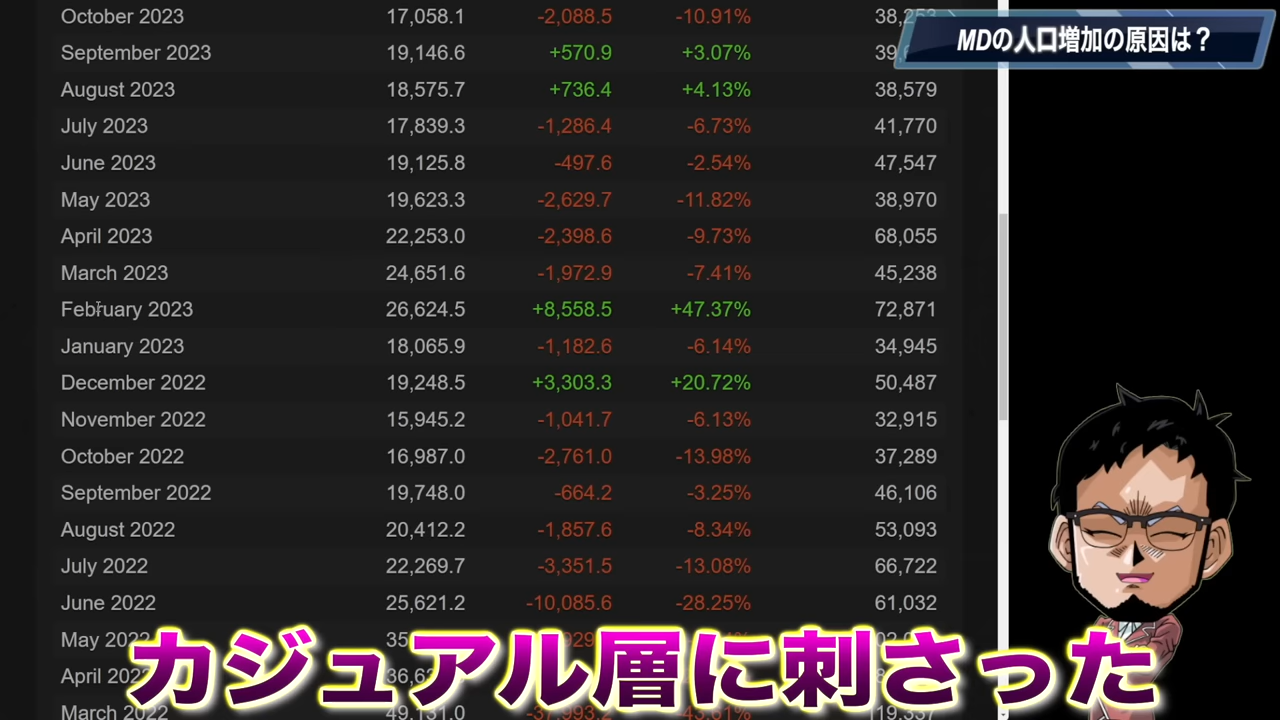 October 2023 17,058.1 -2,088.5 -10.91% 38,253
MDの人口増加の原因は？
September 2023 19,146.6 +570.9 +3.07% 39,
August 2023 18,575.7 +736.4 +4.13% 38,579
July 2023 17,839.3 -1,286.4 -6.73% 41,770
June 2023 19,125.8 -497.6 -2.54% 47,547
May 2023 19,623.3 -2,629.7 -11.82% 38,970
April 2023 22,253.0 -2,398.6 -9.73% 68,055
March 2023 24,651.6 -1,972.9 -7.41% 45,238
February 2023 26,624.5 +8,558.5 +47.37% 72,871
January 2023 18,065.9 -1,182.6 -6.14% 34,945
December 2022 19,248.5 +3,303.3 +20.72% 50,487
November 2022 15,945.2 -1,041.7 -6.13% 32,915
October 2022 16,987.0 -2,761.0 -13.98% 37,289
September 2022 19,748.0 -664.2 -3.25% 46,106
August 2022 20,412.2 -1,857.6 -8.34% 53,093
July 2022 22,269.7 -3,351.5 -13.08% 66,722
June 2022 25,621.2 -10,085.6 -28.25% 61,032
May 2022
カジュアル層に刺さった
April 202
March 2022